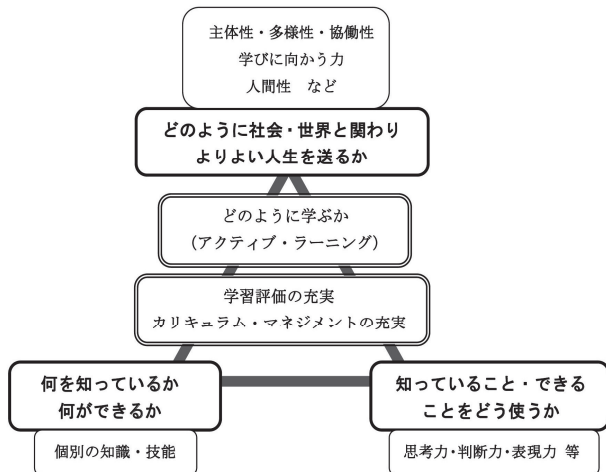 主体性・多様性・協働性
学びに向かう力
人間性　など
どのように社会・世界と関わり
よりよい人生を送るか
どのように学ぶか
（アクティブ・ラーニング）
学習評価の充実
カリキュラム・マネジメントの充実
何を知っているか
何ができるか
個別の知識・技能
知っていること・できる
ことをどう使うか
思考力・判断力・表現力 等